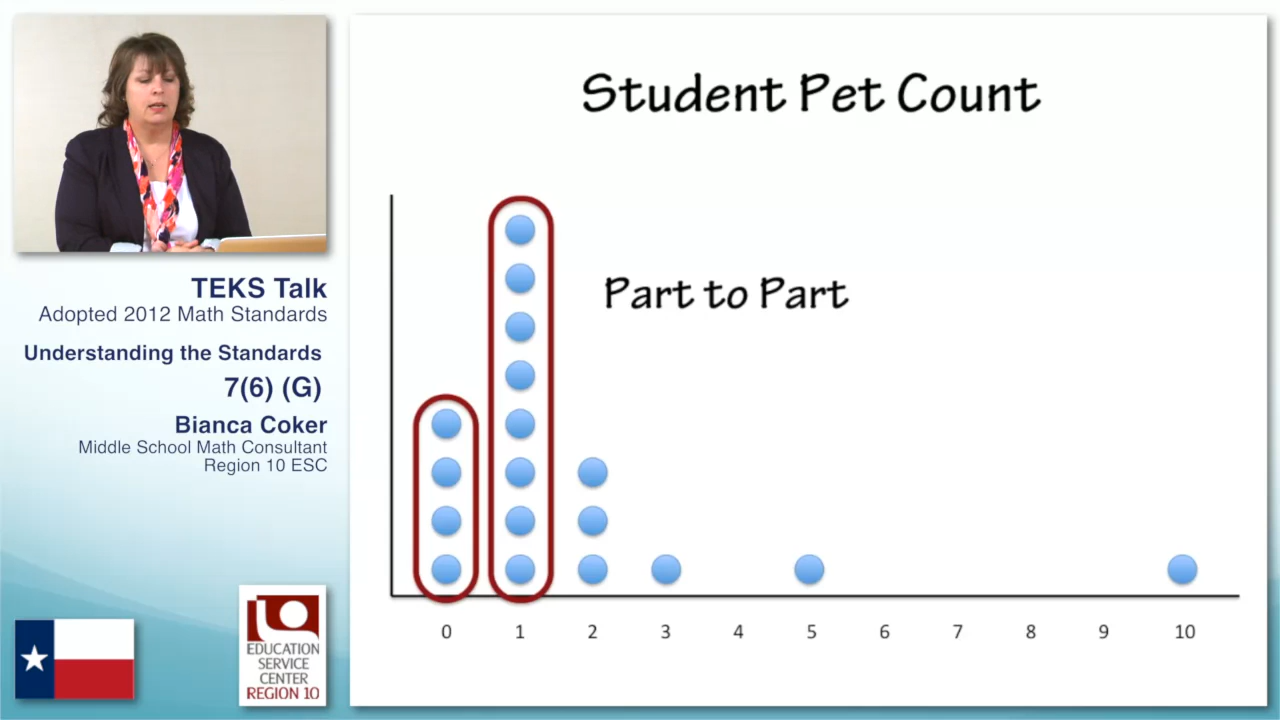 Student Pet Count
Part to Part
0 1 2 3 4 5 6 7 8 9 10
TEKS Talk
Adopted 2012 Math Standards
Understanding the Standards
7(6) (G)
Bianca Coker
Middle School Math Consultant
Region 10 ESC
EDUCATION
SERVICE
CENTER
REGION 10